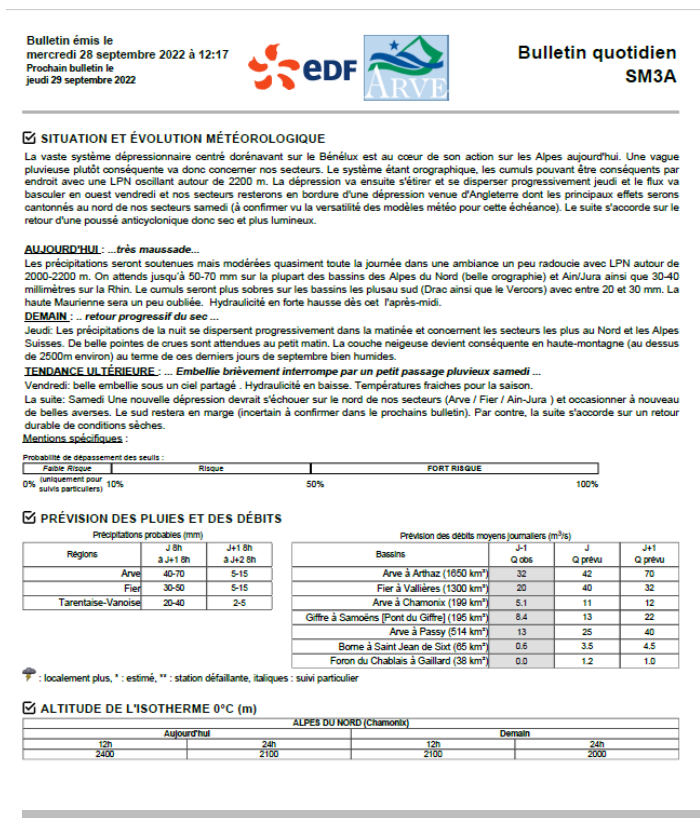 Bulletin émis le
mercredi 28 septembre 2022 à 12:17
Prochain bulletin le
jeudi 29 septembre 2022
edf
ARVE
Bulletin quotidien
SM3A
SITUATION ET ÉVOLUTION MÉTÉOROLOGIQUE
La vaste système dépressionnaire centré dorénavant sur le Bénélux est au cœur de son action sur les Alpes aujourd'hui. Une vague
pluvieuse plutôt conséquente va donc concerner nos secteurs. Le système étant orographique, les cumuls pouvant être conséquents par
endroit avec une LPN oscillant autour de 2200 m. La dépression va ensuite s'étirer et se disperser progressivement jeudi et le flux va
basculer en ouest vendredi et nos secteurs resterons en bordure d'une dépression venue d'Angleterre dont les principaux effets serons
cantonnés au nord de nos secteurs samedi (à confirmer vu la versatilité des modèles météo pour cette échéance). Le suite s'accorde sur le
retour d'une poussé anticyclonique donc sec et plus lumineux.
AUJOURD'HUI : ...très maussade...
Les précipitations seront soutenues mais modérées quasiment toute la journée dans une ambiance un peu radoucie avec LPN autour de
2000-2200 m. On attends jusqu'à 50-70 mm sur la plupart des bassins des Alpes du Nord (belle orographie) et Ain/Jura ainsi que 30-40
millimètres sur la Rhin. Le cumuls seront plus sobres sur les bassins les plusau sud (Drac ainsi que le Vercors) avec entre 20 et 30 mm. La
haute Maurienne sera un peu oubliée. Hydraulicité en forte hausse dès cet l'après-midi.
DEMAIN : .. retour progressif du sec ...
Jeudi: Les précipitations de la nuit se dispersent progressivement dans la matinée et concernent les secteurs les plus au Nord et les Alpes
Suisses. De belle pointes de crues sont attendues au petit matin. La couche neigeuse devient conséquente en haute-montagne (au dessus
de 2500m environ) au terme de ces derniers jours de septembre bien humides.
TENDANCE ULTÉRIEURE : ... Embellie brièvement interrompe par un petit passage pluvieux samedi ...
Vendredi: belle embellie sous un ciel partagé . Hydraulicité en baisse. Températures fraiches pour la saison.
La suite: Samedi Une nouvelle dépression devrait s'échouer sur le nord de nos secteurs (Arve / Fier / Ain-Jura ) et occasionner à nouveau
de belles averses. Le sud restera en marge (incertain à confirmer dans le prochains bulletin). Par contre, la suite s'accorde sur un retour
durable de conditions sèches.
Mentions spécifiques :
Probabilité de dépassement des seuils :
Faible Risque Risque FORT RISQUE
0% (uniquement pour suivis particuliers) 10% 50% 100%
PRÉVISION DES PLUIES ET DES DÉBITS
Précipitations probables (mm)
Régions J 8h à J+1 8h J+1 8h à J+2 8h
Arve 40-70 5-15
Fier 30-50 5-15
Tarentaise-Vanoise 20-40 2-5
Prévision des débits moyens journaliers (m³/s)
Bassins J-1 Q obs J Q prévu J+1 Q prévu
Arve à Arthaz (1650 km²) 32 42 70
Fier à Vallières (1300 km²) 20 40 32
Arve à Chamonix (199 km²) 5.1 11 12
Giffre à Samoëns [Pont du Giffre] (195 km²) 8.4 13 22
Arve à Passy (514 km²) 13 25 40
Borne à Saint Jean de Sixt (65 km²) 0.6 3.5 4.5
Foron du Chablais à Gaillard (38 km²) 0.0 1.2 1.0
: localement plus, * : estimé, ** : station défaillante, italiques : suivi particulier
ALTITUDE DE L'ISOTHERME 0°C (m)
ALPES DU NORD (Chamonix)
Aujourd'hui Demain
12h 24h 12h 24h
2400 2100 2100 2000